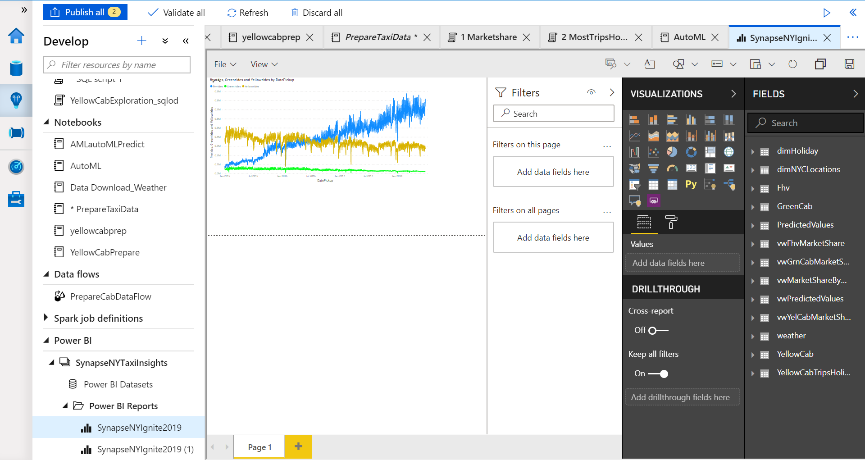 Publish all 2
Validate all
Refresh
Discard all
Develop
Filter resources by name
SQL script 1
YellowCabExploration_sqlod
Notebooks
AMLautoMLPredict
AutoML
Data Download_Weather
* PrepareTaxiData
yellowcabprep
YellowCabPrepare
Data flows
PrepareCabDataFlow
Spark job definitions
Power BI
SynapseNYTaxiInsights
Power BI Datasets
Power BI Reports
SynapseNYIgnite2019
SynapseNYIgnite2019 (1)
yellowcabprep
PrepareTaxiData *
1 Marketshare
2 MostTripsHo...
AutoML
SynapseNYIgni...
File
View
Page 1
Filters
Search
Filters on this page
Add data fields here
Filters on all pages
Add data fields here
VISUALIZATIONS
Py
Values
Add data fields here
DRILLTHROUGH
Cross-report
Off
Keep all filters
On
Add drillthrough fields here
FIELDS
Search
dimHoliday
dimNYCLocations
Fhv
GreenCab
PredictedValues
vwFhvMarketShare
vwGrnCabMarketS...
vwMarketShareBy...
vwPredictedValues
vwYelCabMarketSh...
weather
YellowCab
YellowCabTripsHoli...